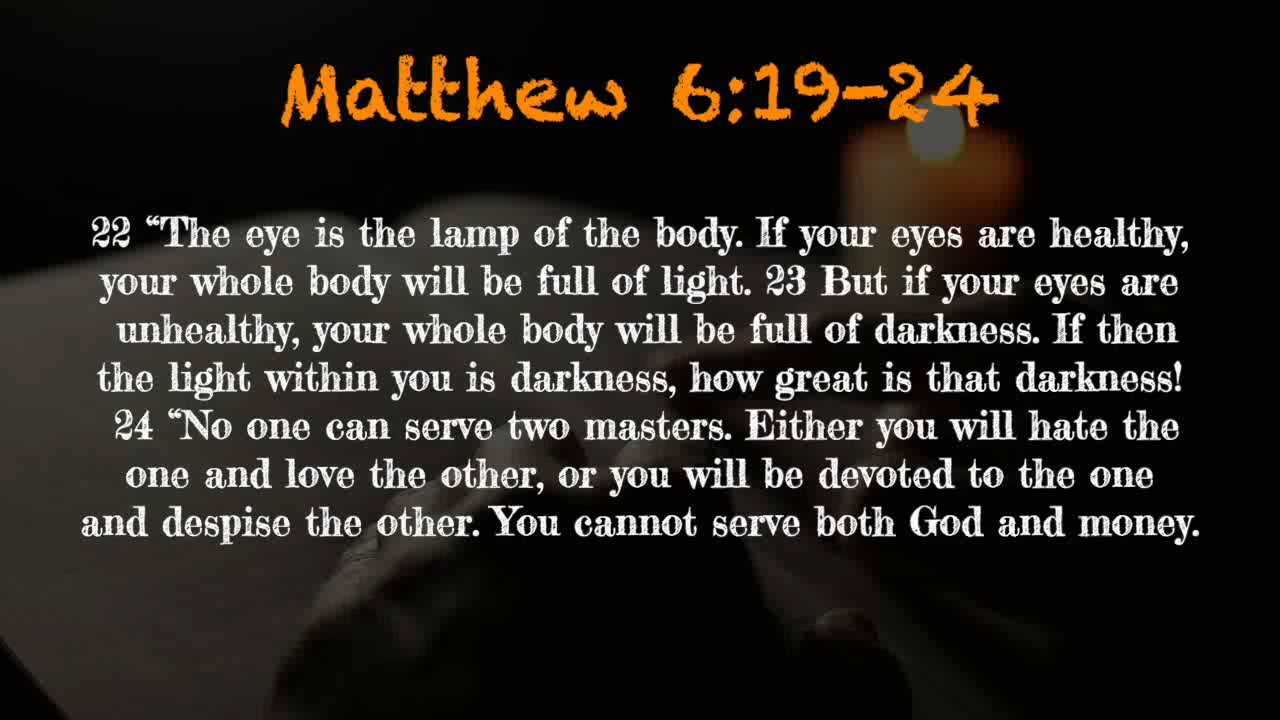 Matthew 6:19-24
22 “The eye is the lamp of the body. If your eyes are healthy,
your whole body will be full of light. 23 But if your eyes are
unhealthy, your whole body will be full of darkness. If then
the light within you is darkness, how great is that darkness!
24 “No one can serve two masters. Either you will hate the
one and love the other, or you will be devoted to the one
and despise the other. You cannot serve both God and money.